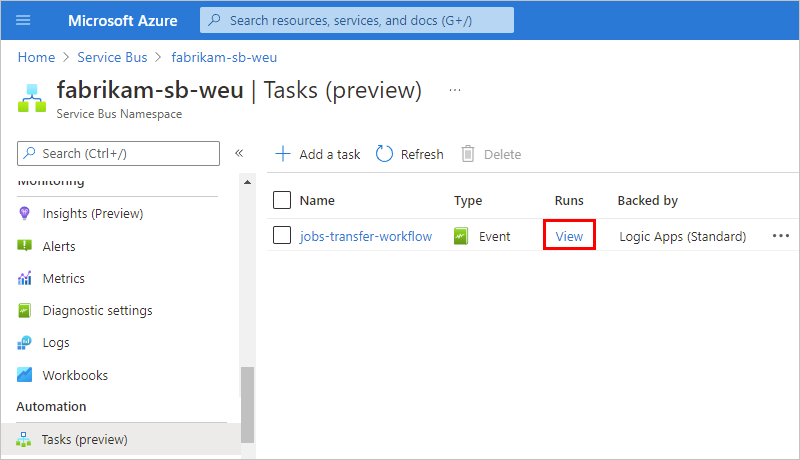 Microsoft Azure
Search resources, services, and docs (G+/)
Home > Service Bus > fabrikam-sb-weu
fabrikam-sb-weu | Tasks (preview) ...
Service Bus Namespace
Search (Ctrl+/) «
Monitoring
Insights (Preview)
Alerts
Metrics
Diagnostic settings
Logs
Workbooks
Automation
Tasks (preview)
Add a task Refresh Delete
Name Type Runs Backed by
jobs-transfer-workflow Event View Logic Apps (Standard) ...